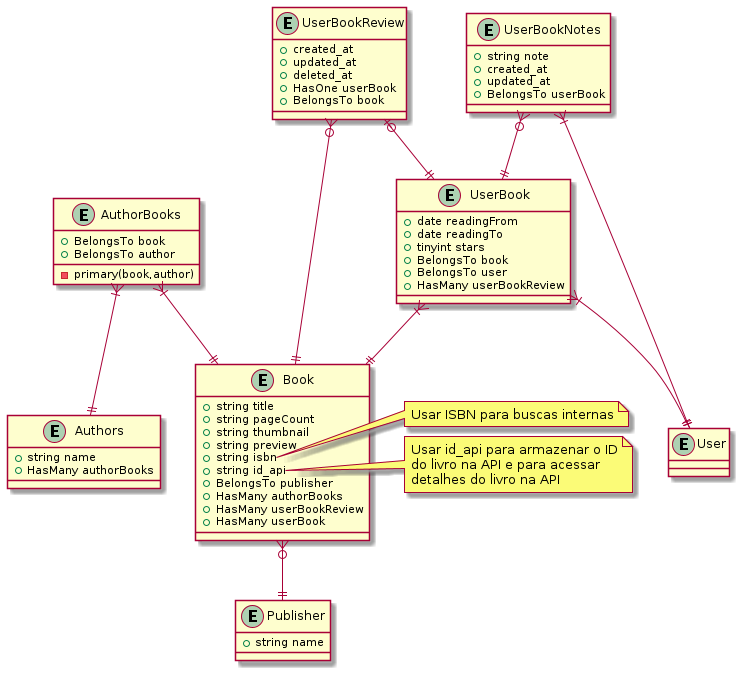 E UserBookReview
created_at
updated_at
deleted_at
HasOne userBook
BelongsTo book
E UserBookNotes
string note
created_at
updated_at
BelongsTo userBook
E AuthorBooks
BelongsTo book
BelongsTo author
primary(book,author)
E UserBook
date readingFrom
date readingTo
tinyint stars
BelongsTo book
BelongsTo user
HasMany userBookReview
E Authors
string name
HasMany authorBooks
E Book
string title
string pageCount
string thumbnail
string preview
string isbn
string id_api
BelongsTo publisher
HasMany authorBooks
HasMany userBookReview
HasMany userBook
Usar ISBN para buscas internas
Usar id_api para armazenar o ID
do livro na API e para acessar
detalhes do livro na API
E User
E Publisher
string name